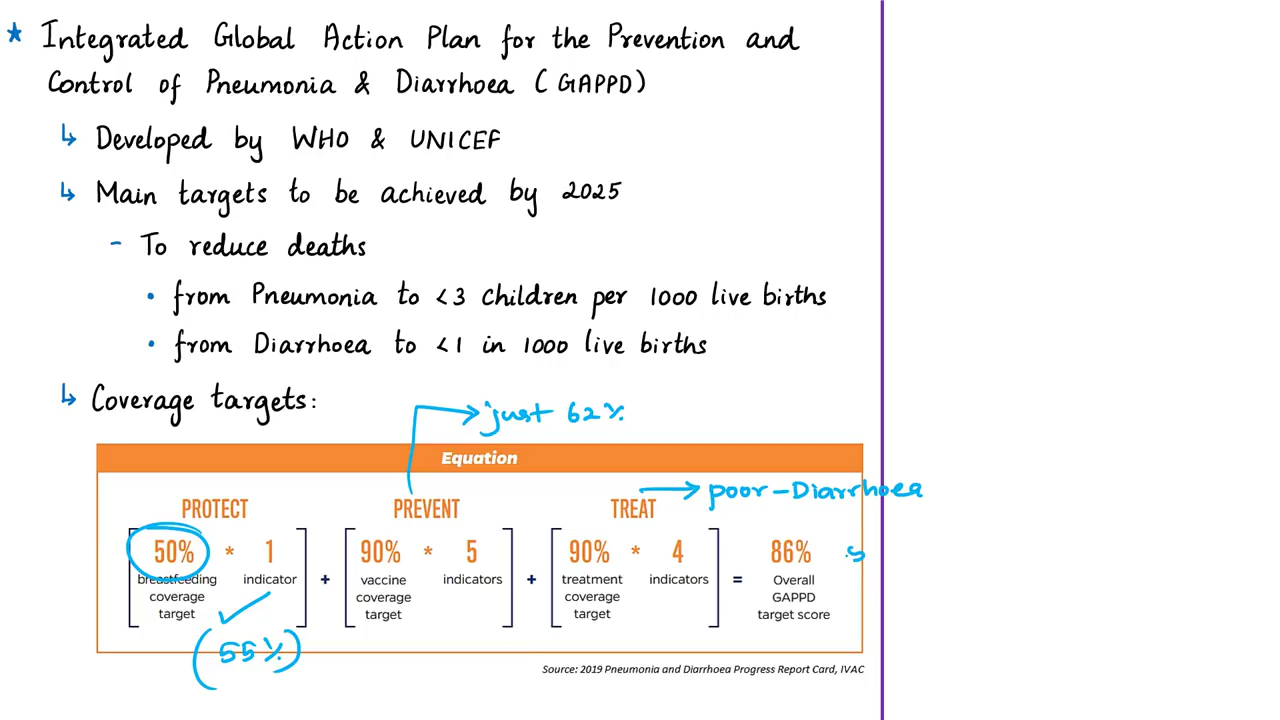 * Integrated Global Action Plan for the Prevention and
Control of Pneumonia & Diarrhoea (GAPPD)
↳ Developed by WHO & UNICEF
↳ Main targets to be achieved by 2025
- To reduce deaths
• from Pneumonia to <3 children per 1000 live births
• from Diarrhoea to <1 in 1000 live births
↳ Coverage targets:
just 62%
Equation
poor-Diarrhoea
PROTECT PREVENT TREAT
[50% * 1] + [90% * 5] + [90% * 4] = 86%
breastfeeding indicator vaccine indicators treatment indicators Overall
coverage coverage coverage GAPPD
target target target target score
(55%)
Source: 2019 Pneumonia and Diarrhoea Progress Report Card, IVAC